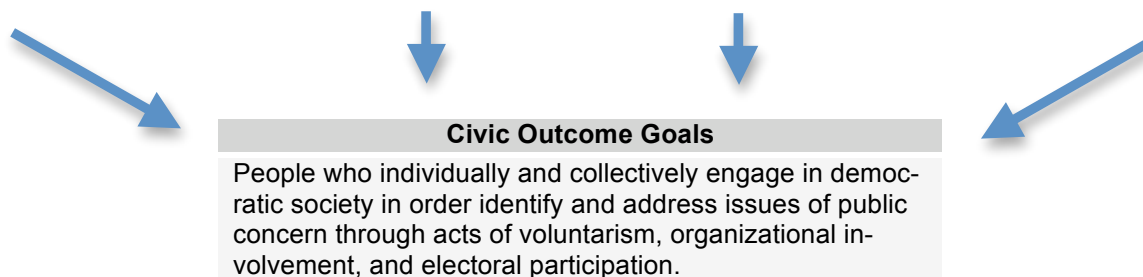 Civic Outcome Goals
People who individually and collectively engage in democ-
ratic society in order identify and address issues of public
concern through acts of voluntarism, organizational in-
volvement, and electoral participation.